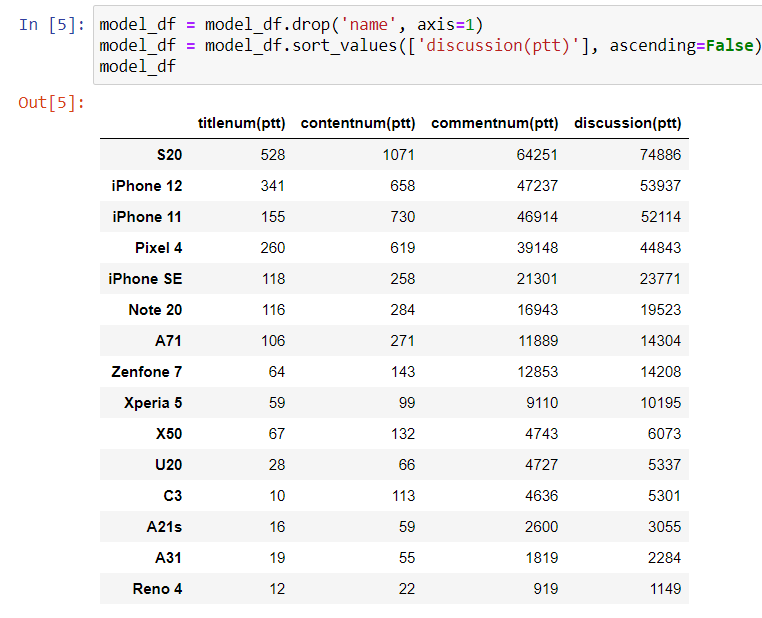 In [5]: model_df = model_df.drop('name', axis=1)
model_df = model_df.sort_values(['discussion(ptt)'], ascending=False)
model_df
Out[5]:
titlenum(ptt) contentnum(ptt) commentnum(ptt) discussion(ptt)
S20 528 1071 64251 74886
iPhone 12 341 658 47237 53937
iPhone 11 155 730 46914 52114
Pixel 4 260 619 39148 44843
iPhone SE 118 258 21301 23771
Note 20 116 284 16943 19523
A71 106 271 11889 14304
Zenfone 7 64 143 12853 14208
Xperia 5 59 99 9110 10195
X50 67 132 4743 6073
U20 28 66 4727 5337
C3 10 113 4636 5301
A21s 16 59 2600 3055
A31 19 55 1819 2284
Reno 4 12 22 919 1149